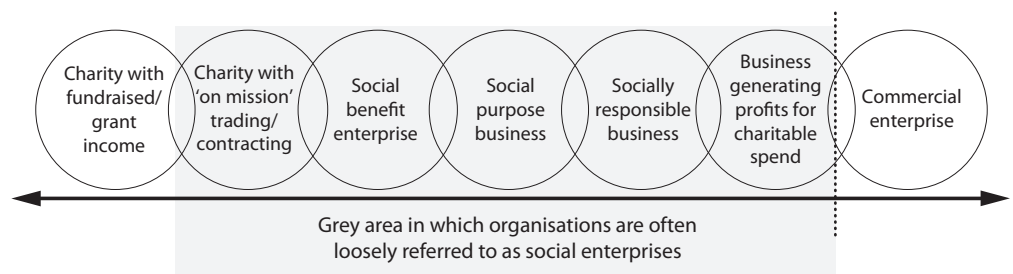 Charity with
fundraised/
grant
income
Charity with
‘on mission’
trading/
contracting
Social
benefit
enterprise
Social
purpose
business
Socially
responsible
business
Business
generating
profits for
charitable
spend
Commercial
enterprise
Grey area in which organisations are often
loosely referred to as social enterprises